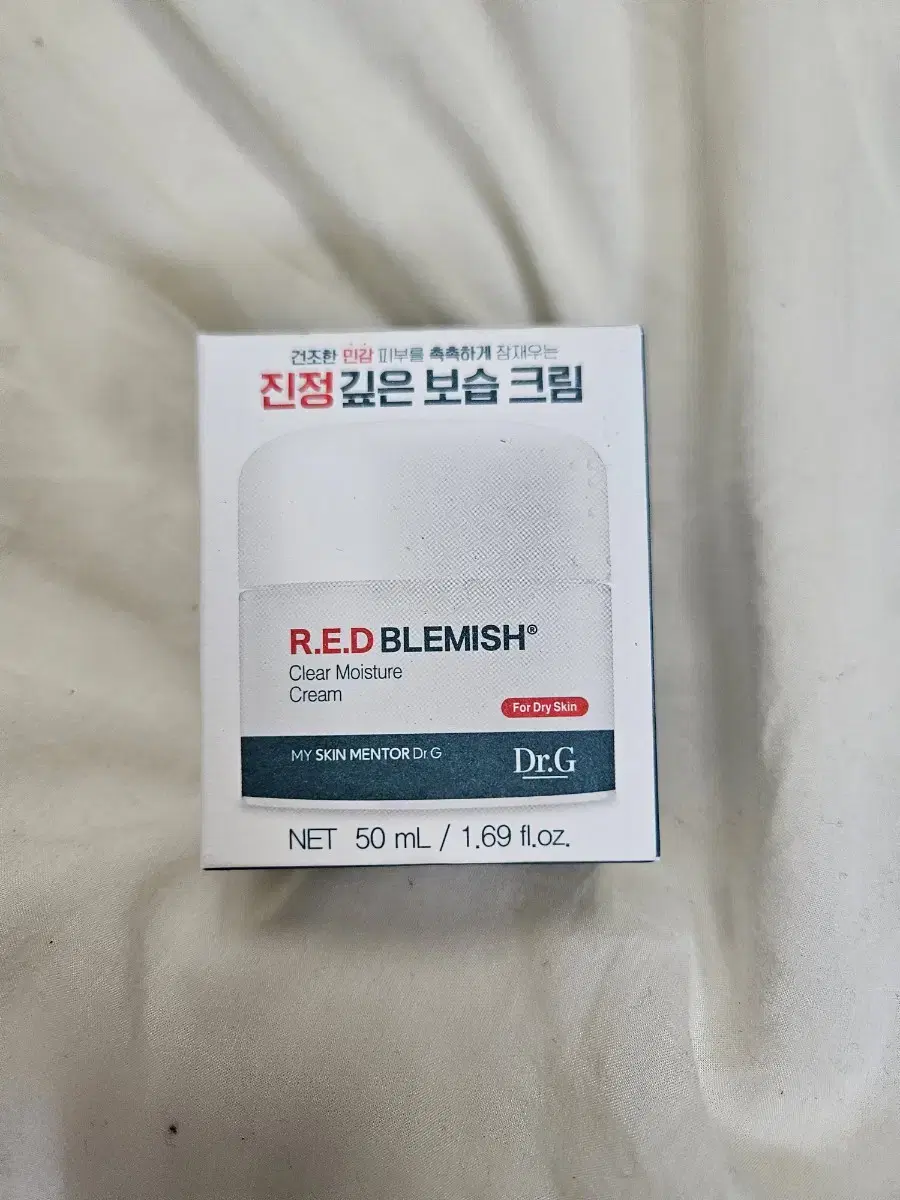 건조한 민감 피부를 촉촉하게 잠재우는
진정 깊은 보습 크림
R.E.D BLEMISH®
Clear Moisture
Cream
For Dry Skin
MY SKIN MENTOR Dr.G
Dr.G
NET 50 mL / 1.69 fl.oz.